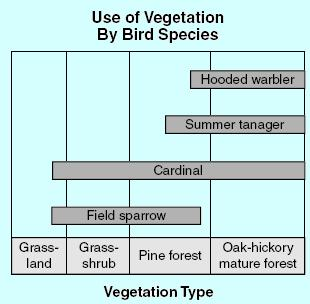 Use of Vegetation
By Bird Species
Hooded warbler
Summer tanager
Cardinal
Field sparrow
Grass-
land
Grass-
shrub
Pine forest
Oak-hickory
mature forest
Vegetation Type